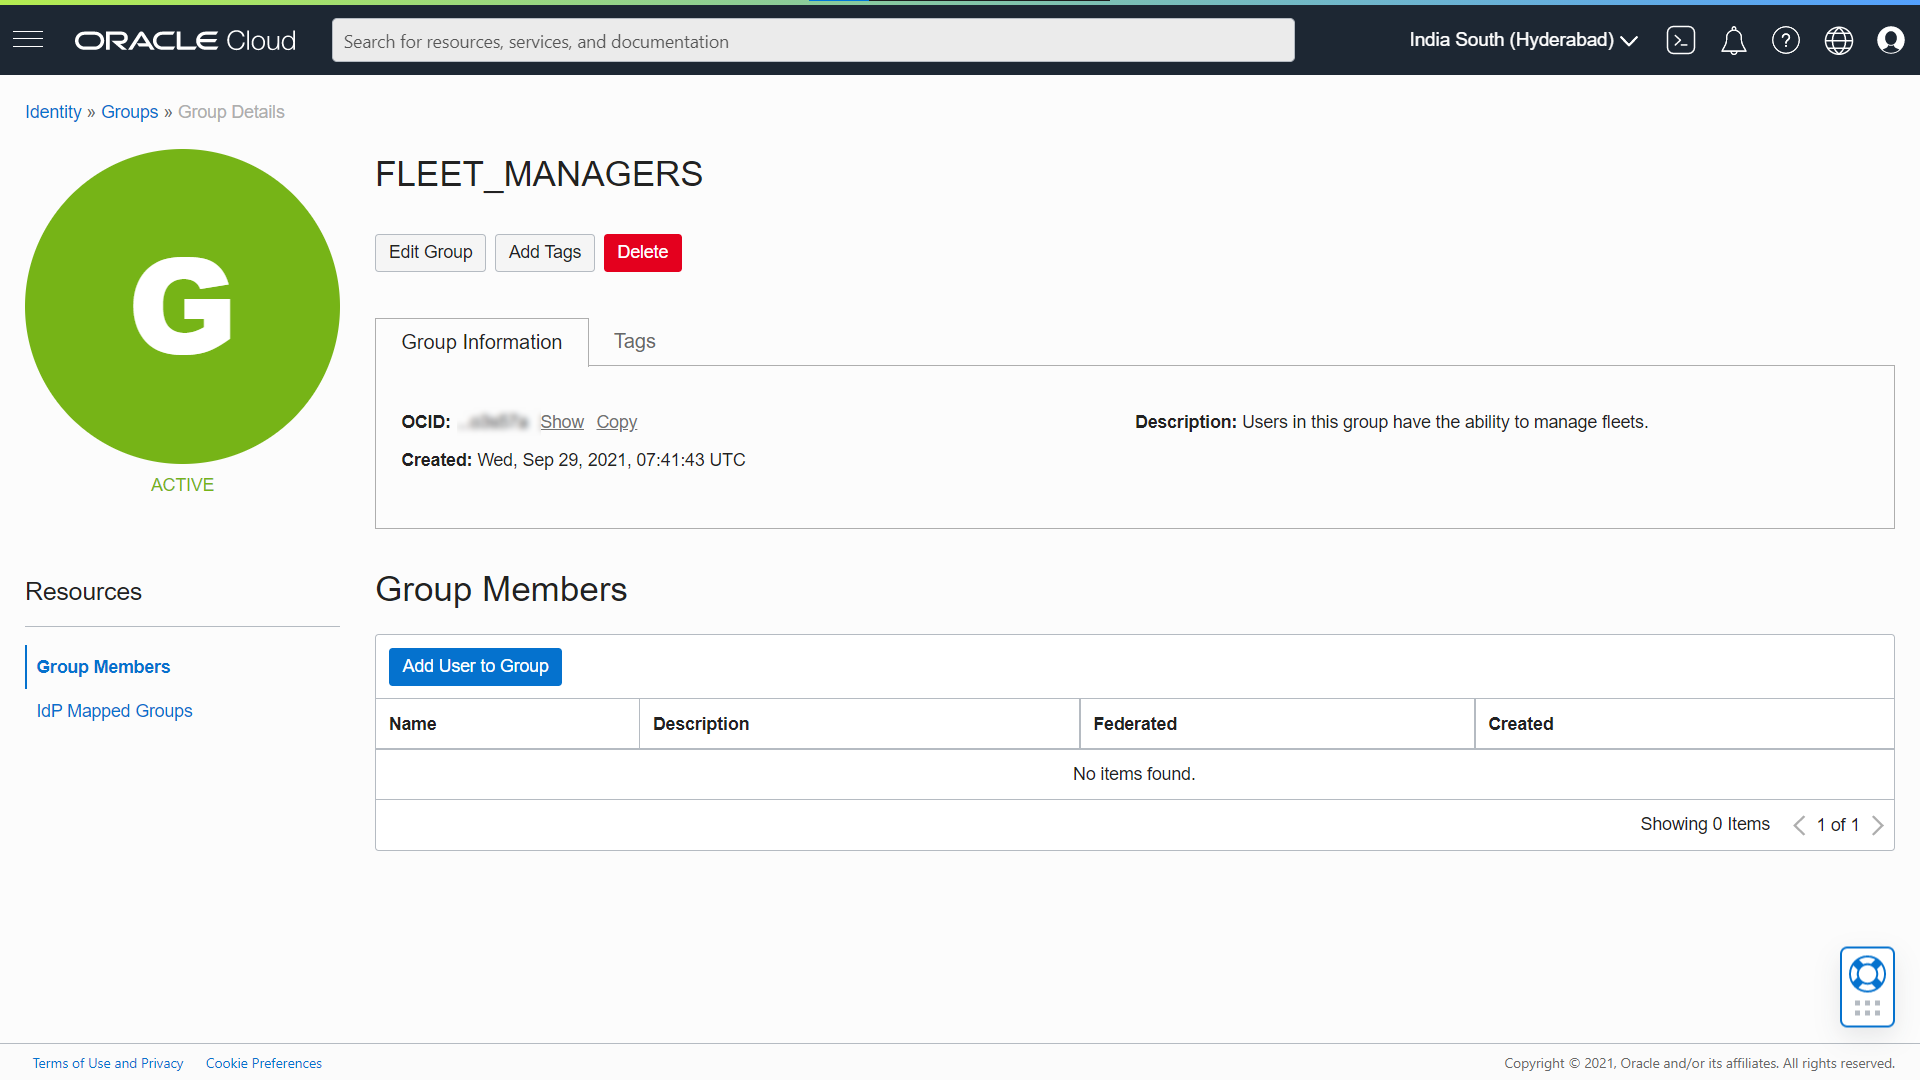 ORACLE Cloud
Search for resources, services, and documentation
India South (Hyderabad)
Identity » Groups » Group Details
G
ACTIVE
FLEET_MANAGERS
Edit Group
Add Tags
Delete
Group Information
Tags
OCID: Show Copy
Description: Users in this group have the ability to manage fleets.
Created: Wed, Sep 29, 2021, 07:41:43 UTC
Resources
Group Members
IdP Mapped Groups
Group Members
Add User to Group
Name Description Federated Created
No items found.
Showing 0 Items 1 of 1
Terms of Use and Privacy Cookie Preferences
Copyright © 2021, Oracle and/or its affiliates. All rights reserved.